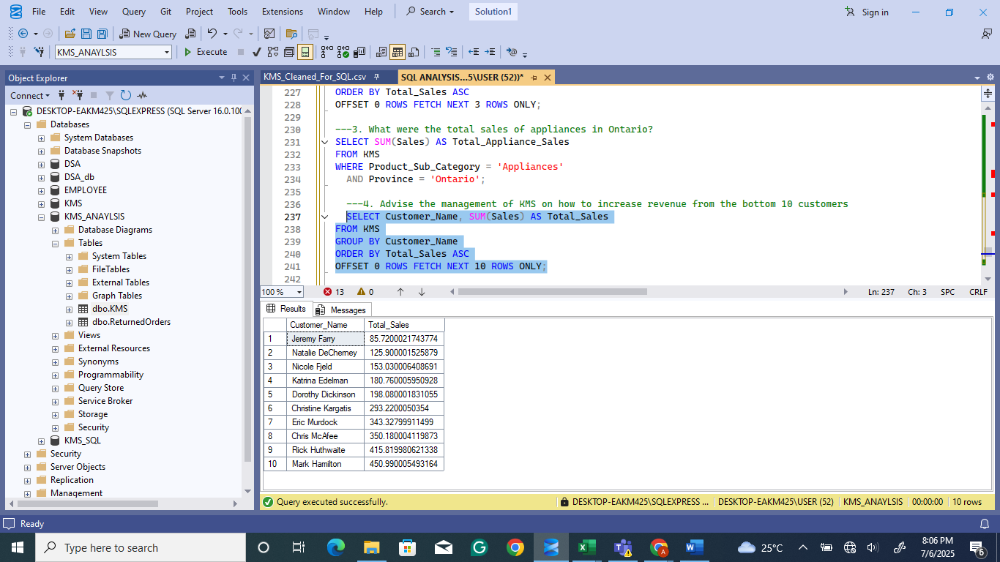 File Edit View Query Git Project Tools Extensions Window Help Search Solution1 Sign in
New Query
KMS_ANAYLSIS Execute
Object Explorer
Connect
DESKTOP-EAKM425\SQLEXPRESS (SQL Server 16.0.100
Databases
System Databases
Database Snapshots
DSA
DSA_db
EMPLOYEE
KMS
KMS_ANAYLSIS
Database Diagrams
Tables
System Tables
FileTables
External Tables
Graph Tables
dbo.KMS
dbo.ReturnedOrders
Views
External Resources
Synonyms
Programmability
Query Store
Service Broker
Storage
Security
KMS_SQL
Security
Server Objects
Replication
Management
KMS_Cleaned_For_SQL.csv SQL ANALYSIS...5\USER (52))*
227 ORDER BY Total_Sales ASC
228 OFFSET 0 ROWS FETCH NEXT 3 ROWS ONLY;
229
230 ---3. What were the total sales of appliances in Ontario?
231 SELECT SUM(Sales) AS Total_Appliance_Sales
232 FROM KMS
233 WHERE Product_Sub_Category = 'Appliances'
234 AND Province = 'Ontario';
235
236 ---4. Advise the management of KMS on how to increase revenue from the bottom 10 customers
237 SELECT Customer_Name, SUM(Sales) AS Total_Sales
238 FROM KMS
239 GROUP BY Customer_Name
240 ORDER BY Total_Sales ASC
241 OFFSET 0 ROWS FETCH NEXT 10 ROWS ONLY;
242
100 % 13 0 Ln: 237 Ch: 3 SPC CRLF
Results Messages
Customer_Name Total_Sales
1 Jeremy Farry 85.7200021743774
2 Natalie DeCherney 125.900001525879
3 Nicole Fjeld 153.030006408691
4 Katrina Edelman 180.760005950928
5 Dorothy Dickinson 198.080001831055
6 Christine Kargatis 293.2200050354
7 Eric Murdock 343.32799911499
8 Chris McAfee 350.180004119873
9 Rick Huthwaite 415.819980621338
10 Mark Hamilton 450.990005493164
Query executed successfully. DESKTOP-EAKM425\SQLEXPRESS ... DESKTOP-EAKM425\USER (52) KMS_ANAYLSIS 00:00:00 10 rows
Ready
Type here to search 25°C 8:06 PM
7/6/2025 6